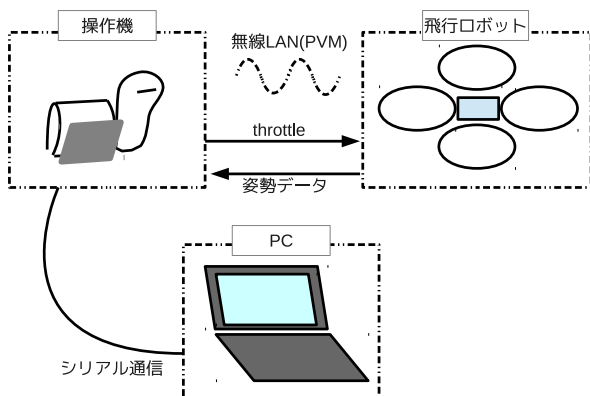 操作機
無線LAN(PVM)
飛行ロボット
throttle
姿勢データ
PC
シリアル通信